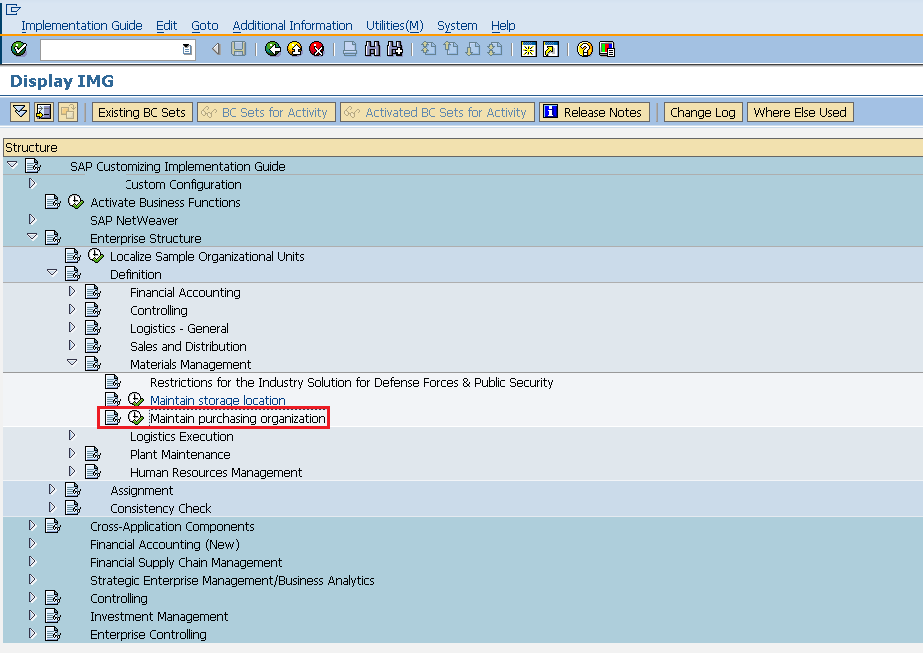 Implementation Guide Edit Goto Additional Information Utilities(M) System Help
Display IMG
Existing BC Sets BC Sets for Activity Activated BC Sets for Activity Release Notes Change Log Where Else Used
Structure
SAP Customizing Implementation Guide
Custom Configuration
Activate Business Functions
SAP NetWeaver
Enterprise Structure
Localize Sample Organizational Units
Definition
Financial Accounting
Controlling
Logistics - General
Sales and Distribution
Materials Management
Restrictions for the Industry Solution for Defense Forces & Public Security
Maintain storage location
Maintain purchasing organization
Logistics Execution
Plant Maintenance
Human Resources Management
Assignment
Consistency Check
Cross-Application Components
Financial Accounting (New)
Financial Supply Chain Management
Strategic Enterprise Management/Business Analytics
Controlling
Investment Management
Enterprise Controlling